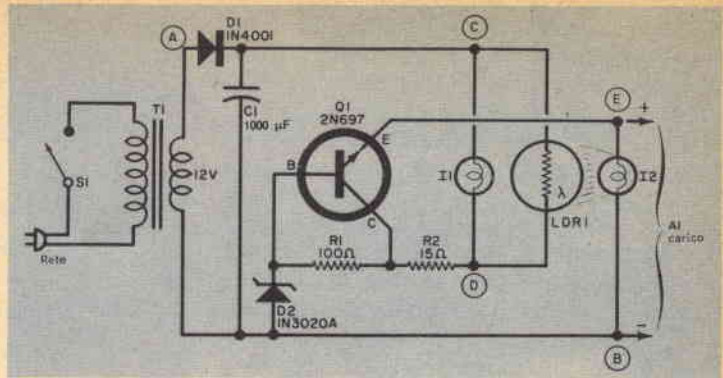 A
D1
1N4001
C
Q1
2N697
E
+
C1
1000 µF
T1
S1
12V
B
E
C
I1
λ
LDR1
I2
Al
carico
R1
100Ω
R2
15Ω
Rete
D
D2
1N3020A
-
B